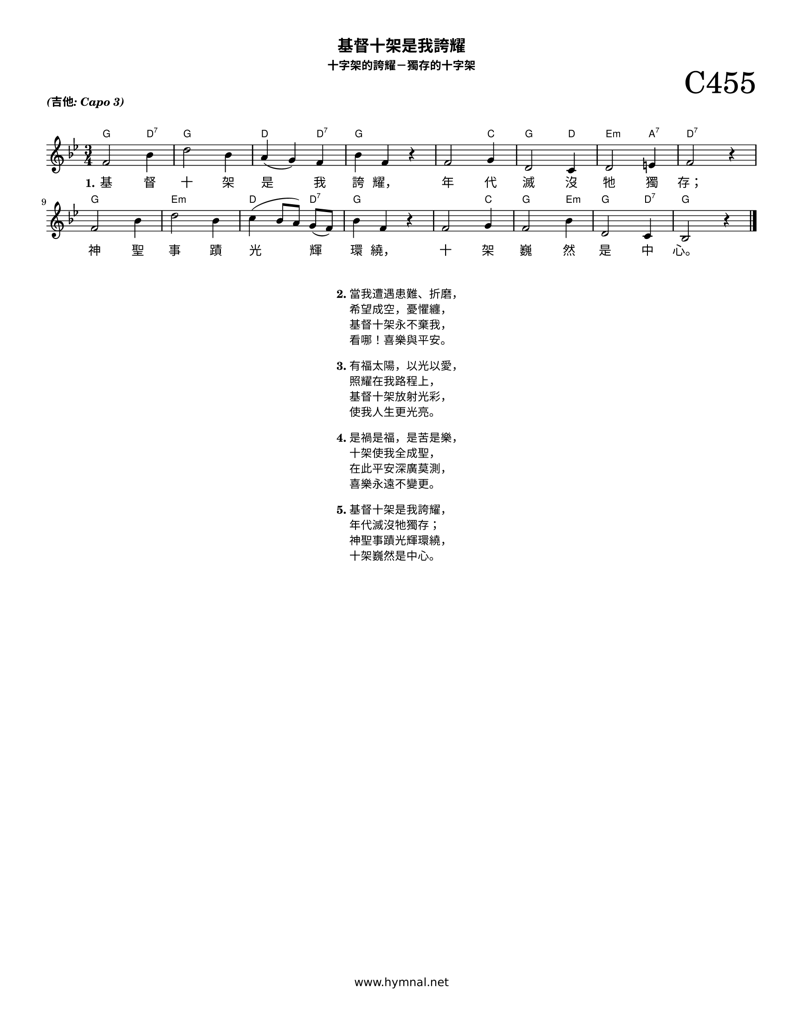 基督十架是我誇耀
十字架的誇耀－獨存的十字架
C455
(吉他: Capo 3)
G D7 G D D7 G C G D Em A7 D7
3
4
1. 基 督 十 架 是 我 誇 耀， 年 代 滅 沒 牠 獨 存；
9
G Em D D7 G C G Em G D7 G
神 聖 事 蹟 光 輝 環 繞， 十 架 巍 然 是 中 心。
2. 當我遭遇患難、折磨，
希望成空，憂懼纏，
基督十架永不棄我，
看哪！喜樂與平安。
3. 有福太陽，以光以愛，
照耀在我路程上，
基督十架放射光彩，
使我人生更光亮。
4. 是禍是福，是苦是樂，
十架使我全成聖，
在此平安深廣莫測，
喜樂永遠不變更。
5. 基督十架是我誇耀，
年代滅沒牠獨存；
神聖事蹟光輝環繞，
十架巍然是中心。
www.hymnal.net